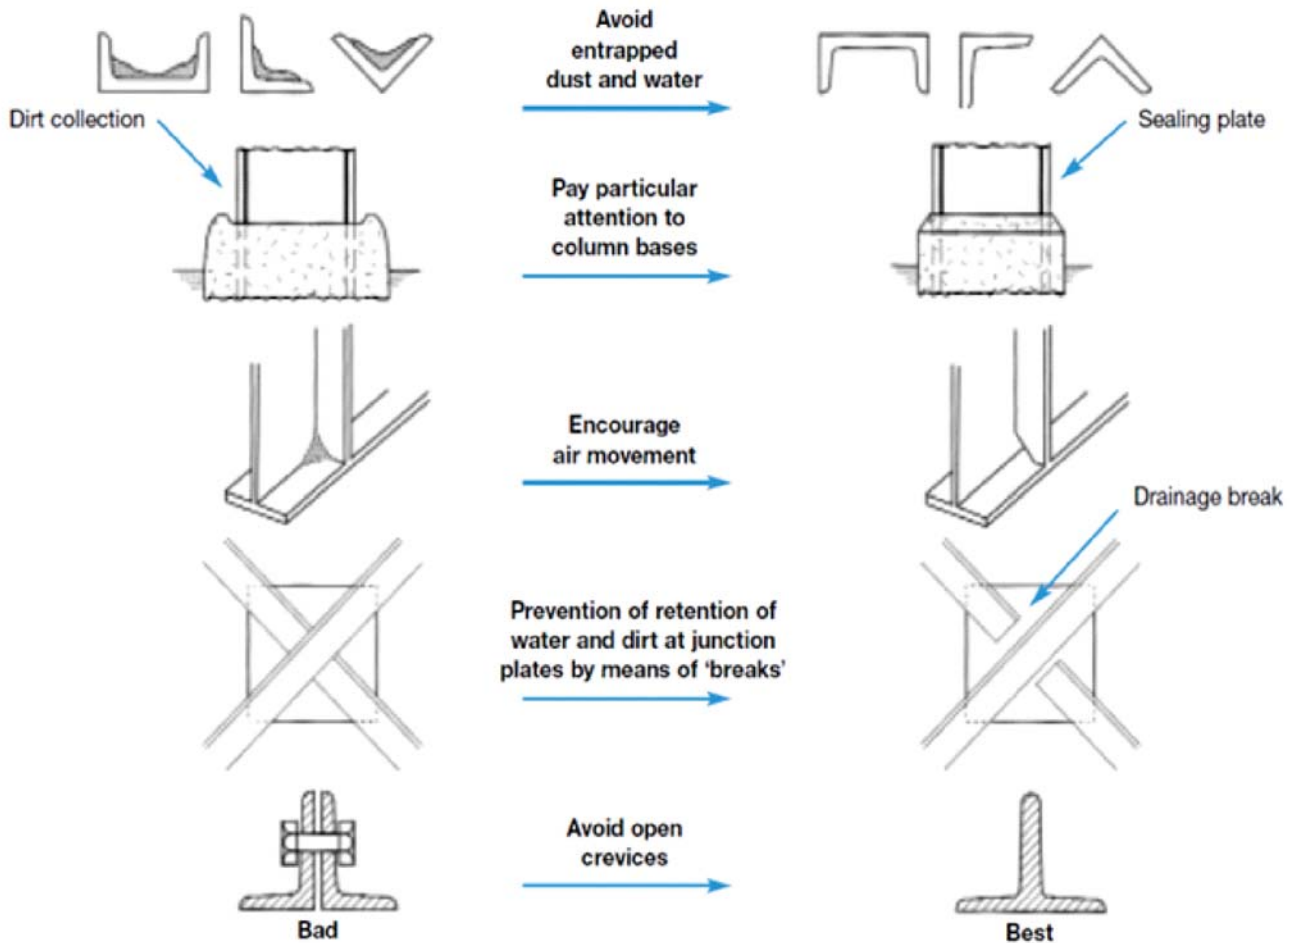 Avoid
entrapped
dust and water
Dirt collection
Sealing plate
Pay particular
attention to
column bases
Encourage
air movement
Drainage break
Prevention of retention of
water and dirt at junction
plates by means of ‘breaks’
Avoid open
crevices
Bad
Best